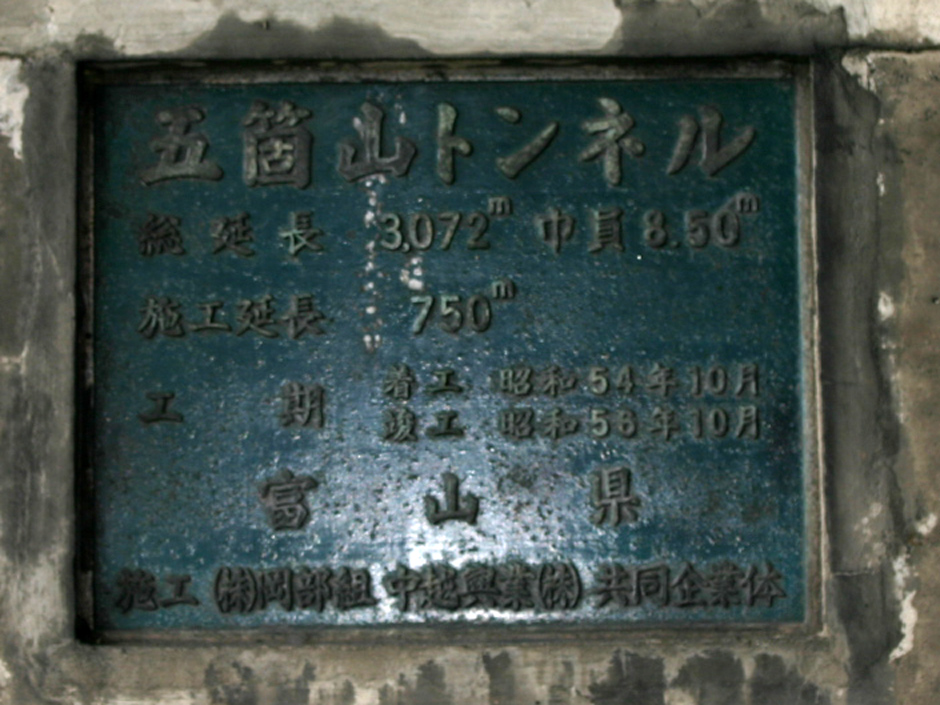 五箇山トンネル
総延長 3,072m 巾員8.50m
施工延長 750m
工期 着工 昭和54年10月
竣工 昭和56年10月
富山県
施工 ㈱岡部組 中越興業㈱ 共同企業体